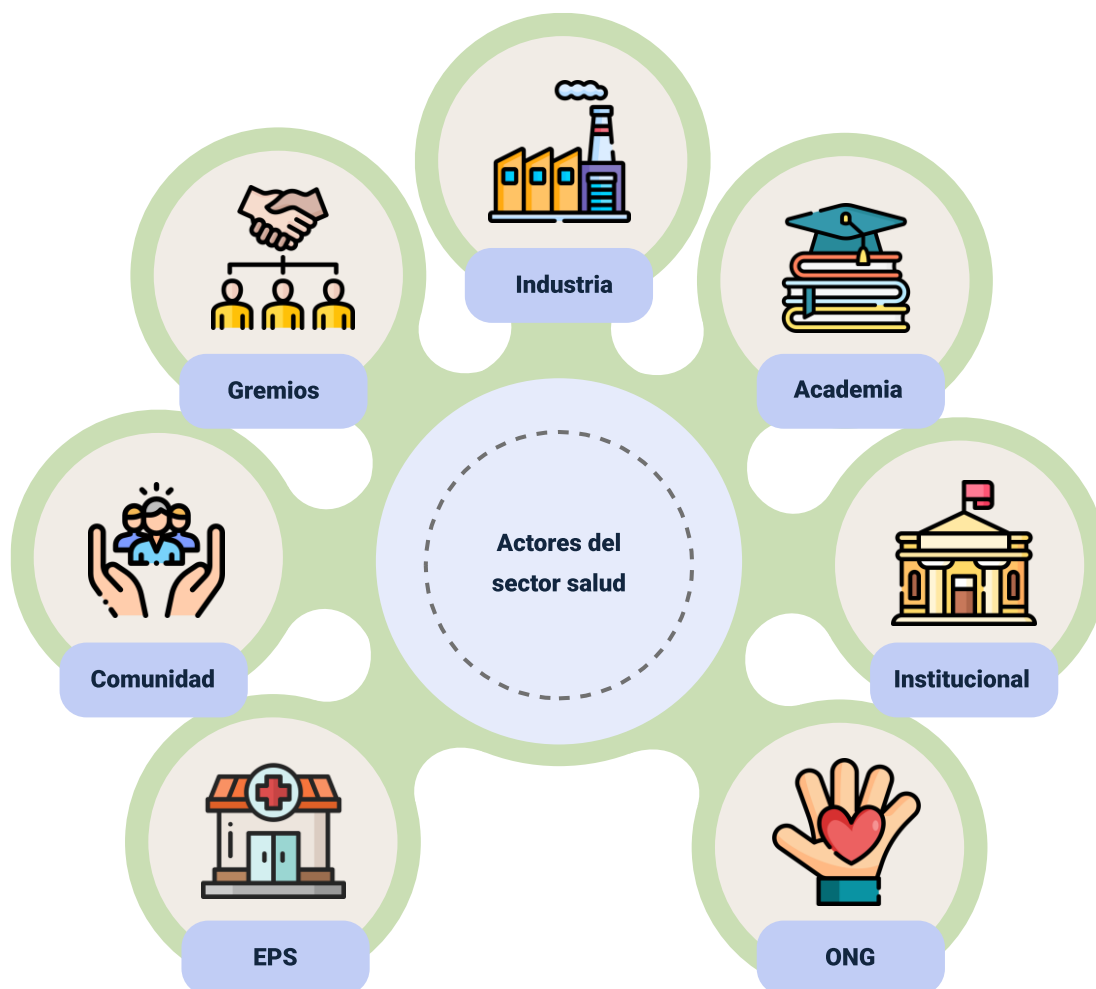 Industria
Gremios
Academia
Actores del
sector salud
Comunidad
Institucional
EPS
ONG